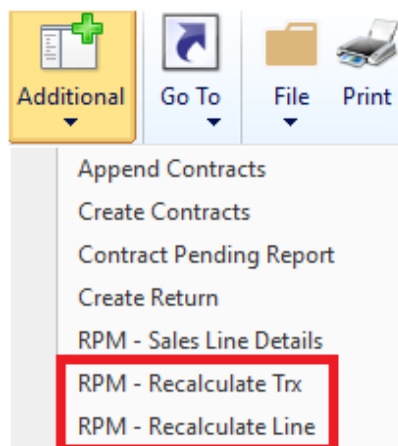 Additional Go To File Print
Append Contracts
Create Contracts
Contract Pending Report
Create Return
RPM - Sales Line Details
RPM - Recalculate Trx
RPM - Recalculate Line